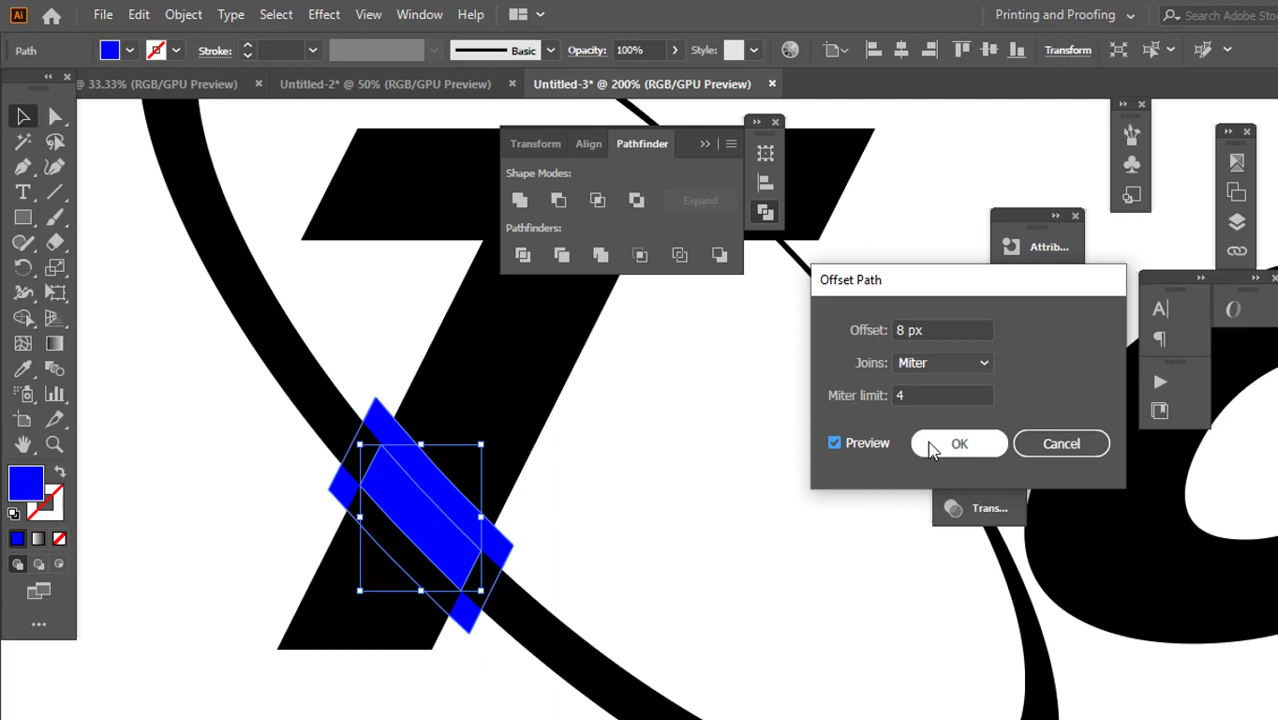 Ai File Edit Object Type Select Effect View Window Help Printing and Proofing Search Adobe Sto
Path Stroke: Basic Opacity: 100% Style: Transform
@ 33.33% (RGB/GPU Preview) × Untitled-2* @ 50% (RGB/GPU Preview) × Untitled-3* @ 200% (RGB/GPU Preview) ×
Transform Align Pathfinder
Shape Modes:
Expand
Pathfinders:
Attrib...
Offset Path
Offset: 8 px
Joins: Miter
Miter limit: 4
Preview OK Cancel
Trans...